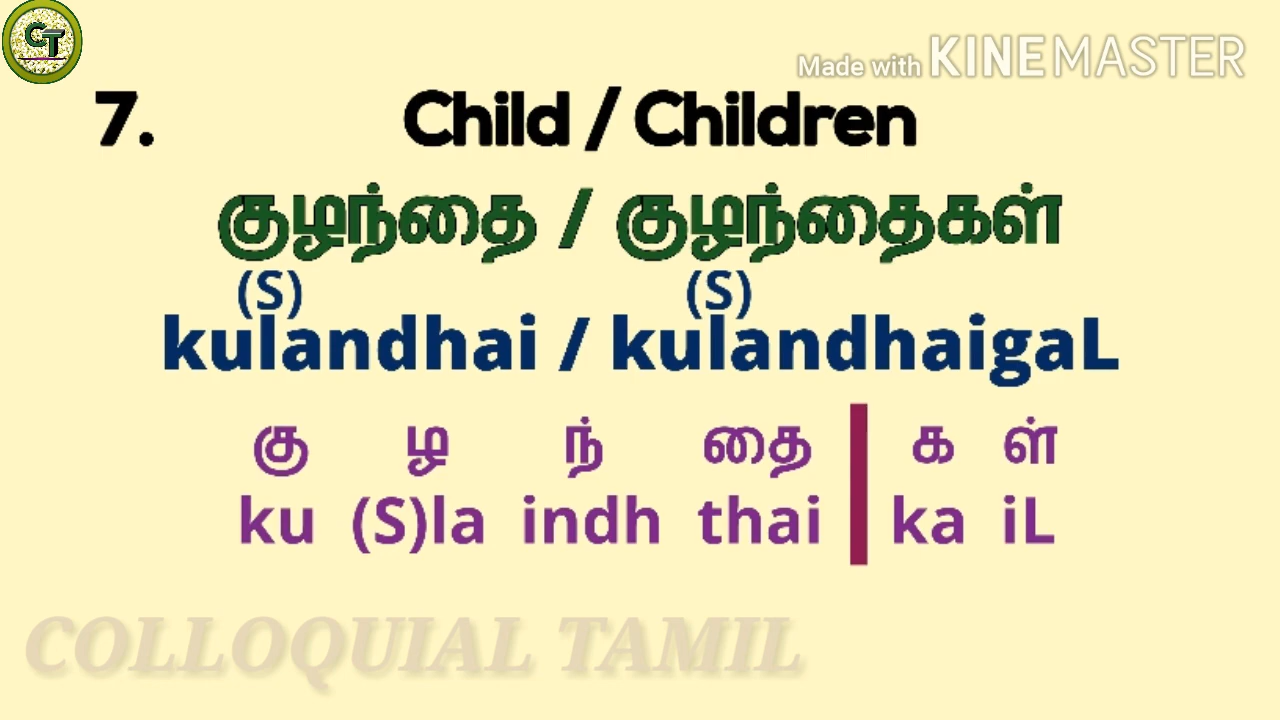 CT
Made with KINEMASTER
7. Child / Children
குழந்தை / குழந்தைகள்
(S) (S)
kulandhai / kulandhaigaL
கு ழ ந் தை க ள்
ku (S)la indh thai ka iL
COLLOQUIAL TAMIL